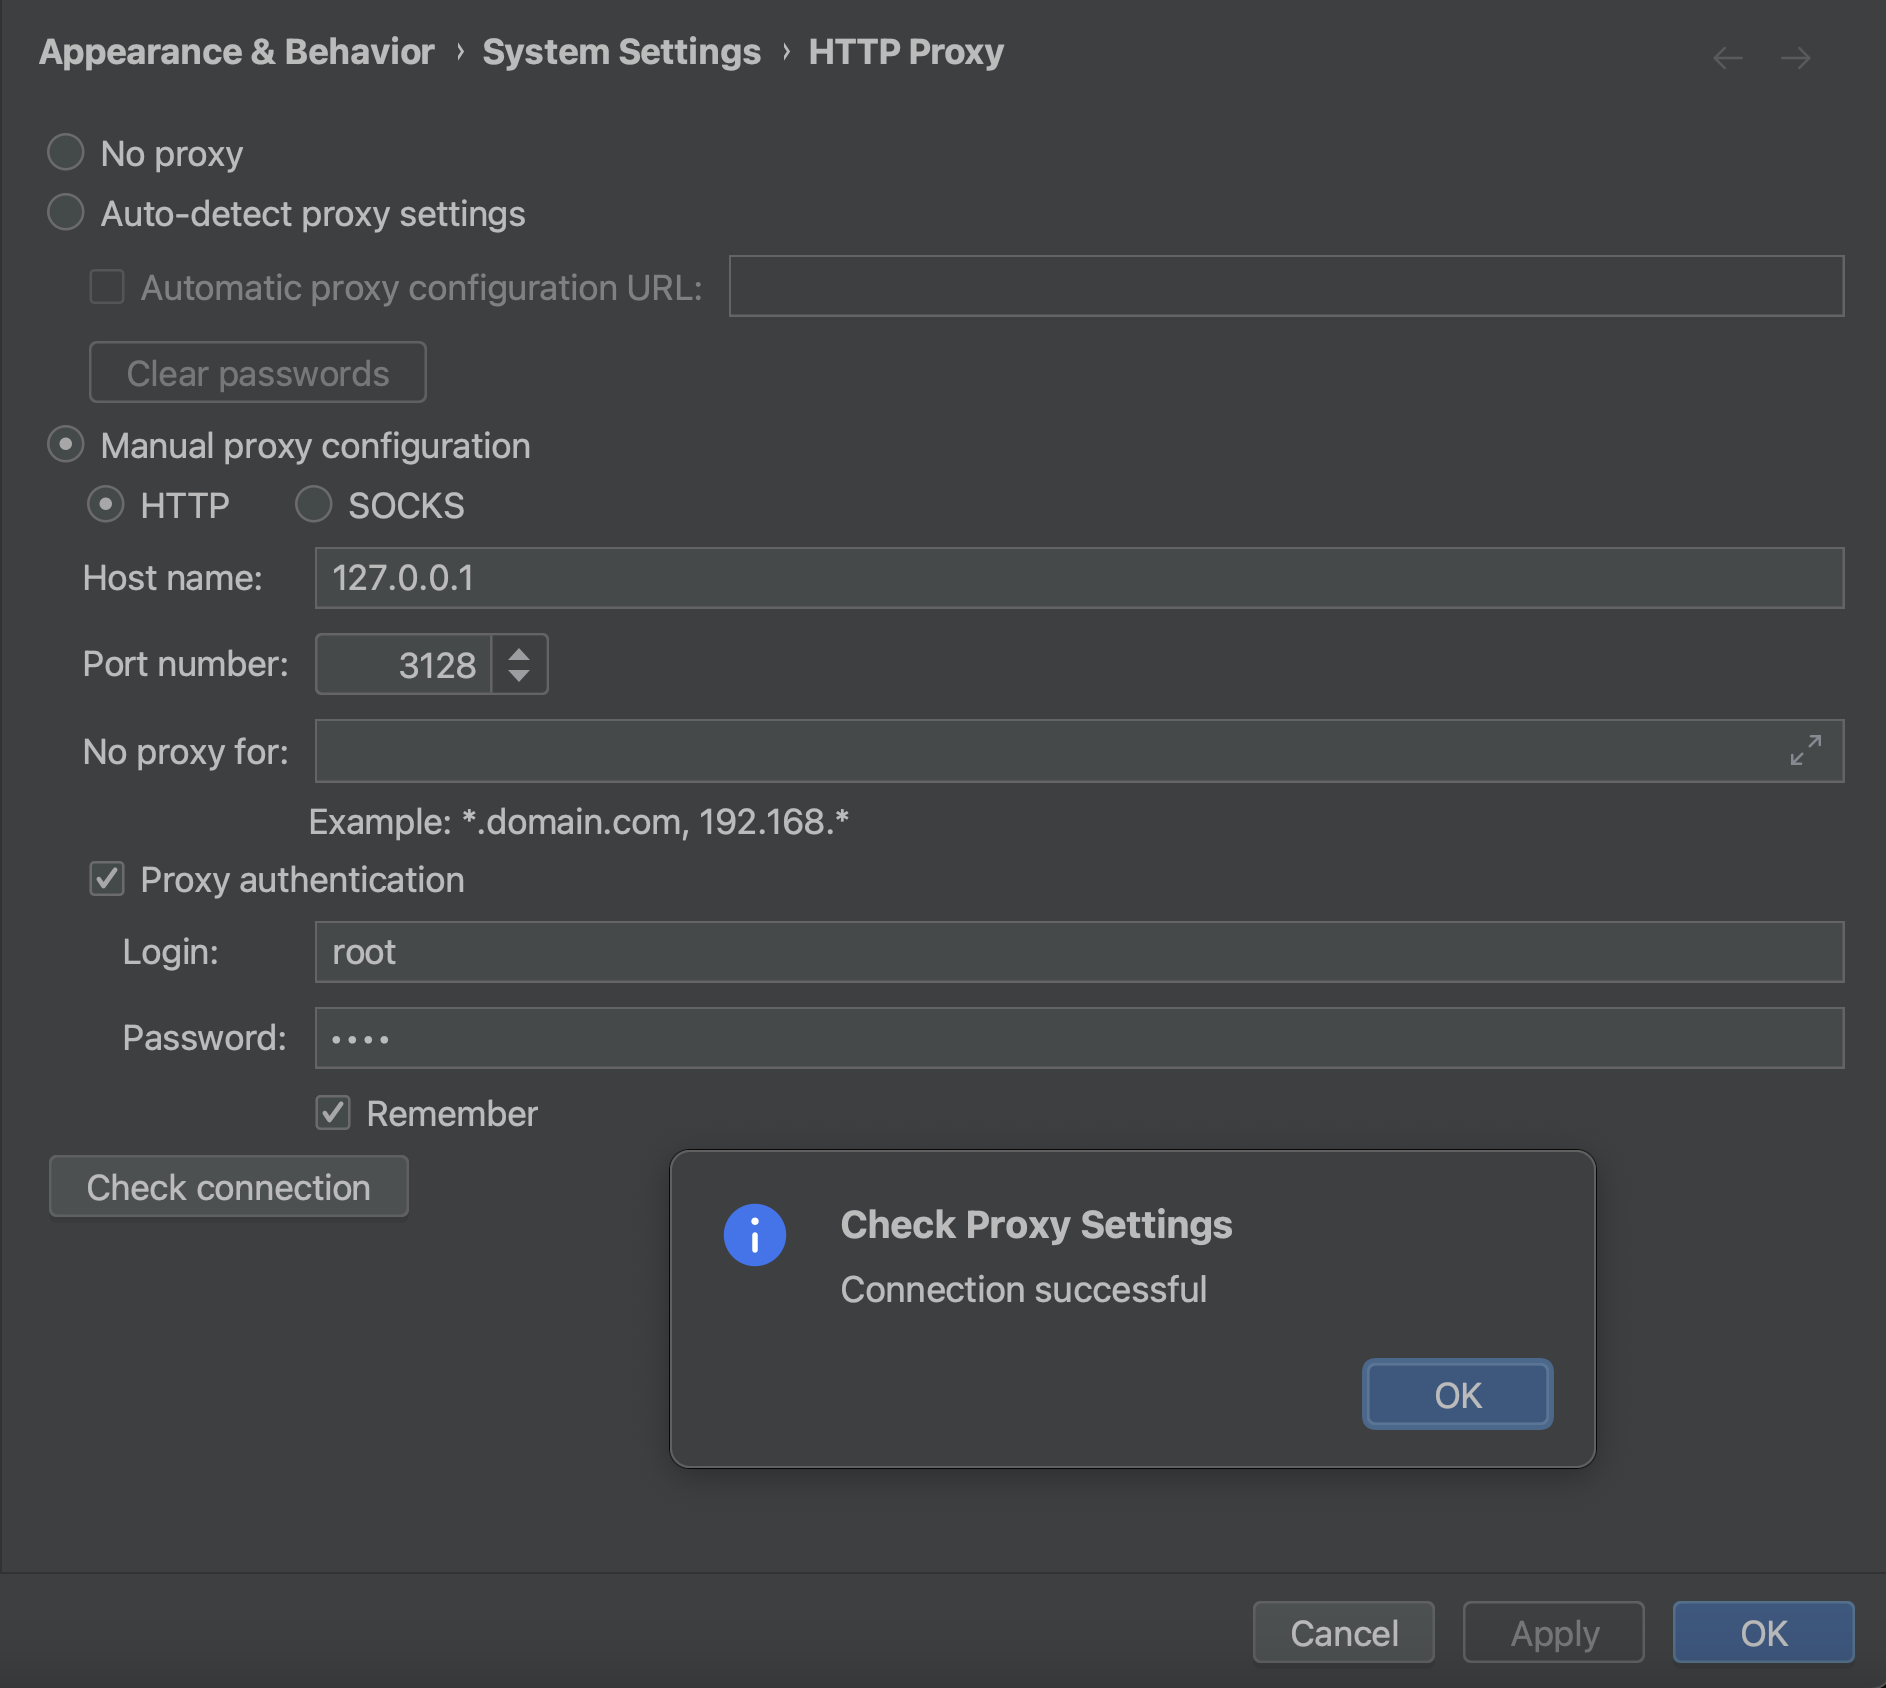 Appearance & Behavior › System Settings › HTTP Proxy
No proxy
Auto-detect proxy settings
Automatic proxy configuration URL:
Clear passwords
Manual proxy configuration
HTTP SOCKS
Host name: 127.0.0.1
Port number: 3128
No proxy for:
Example: *.domain.com, 192.168.*
Proxy authentication
Login: root
Password: ••••
Remember
Check connection
Check Proxy Settings
Connection successful
OK
Cancel Apply OK